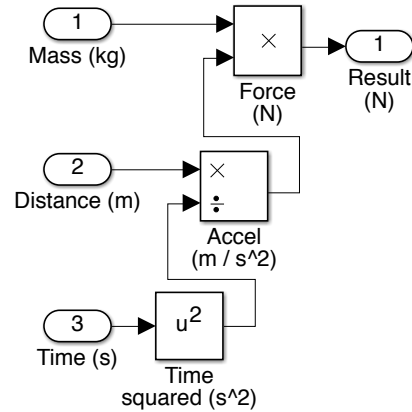 1
Mass (kg)
×
Force
(N)
1
Result
(N)
2
Distance (m)
×
÷
Accel
(m / s^2)
3
Time (s)
u²
Time
squared (s^2)